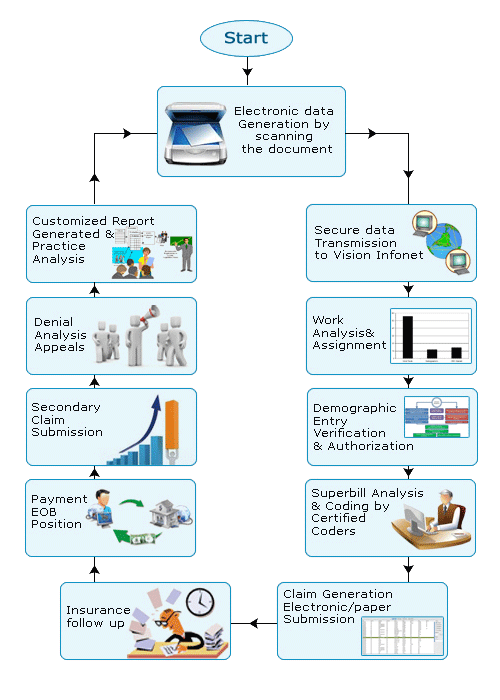 Start
Electronic data
Generation by
scanning
the document
Secure data
Transmission
to Vision Infonet
Work
Analysis&
Assignment
Demographic
Entry
Verification
& Authorization
Superbill Analysis
& Coding by
Certified
Coders
Claim Generation
Electronic/paper
Submission
Insurance
follow up
Payment
EOB
Position
Secondary
Claim
Submission
Denial
Analysis
Appeals
Customized Report
Generated &
Practice
Analysis